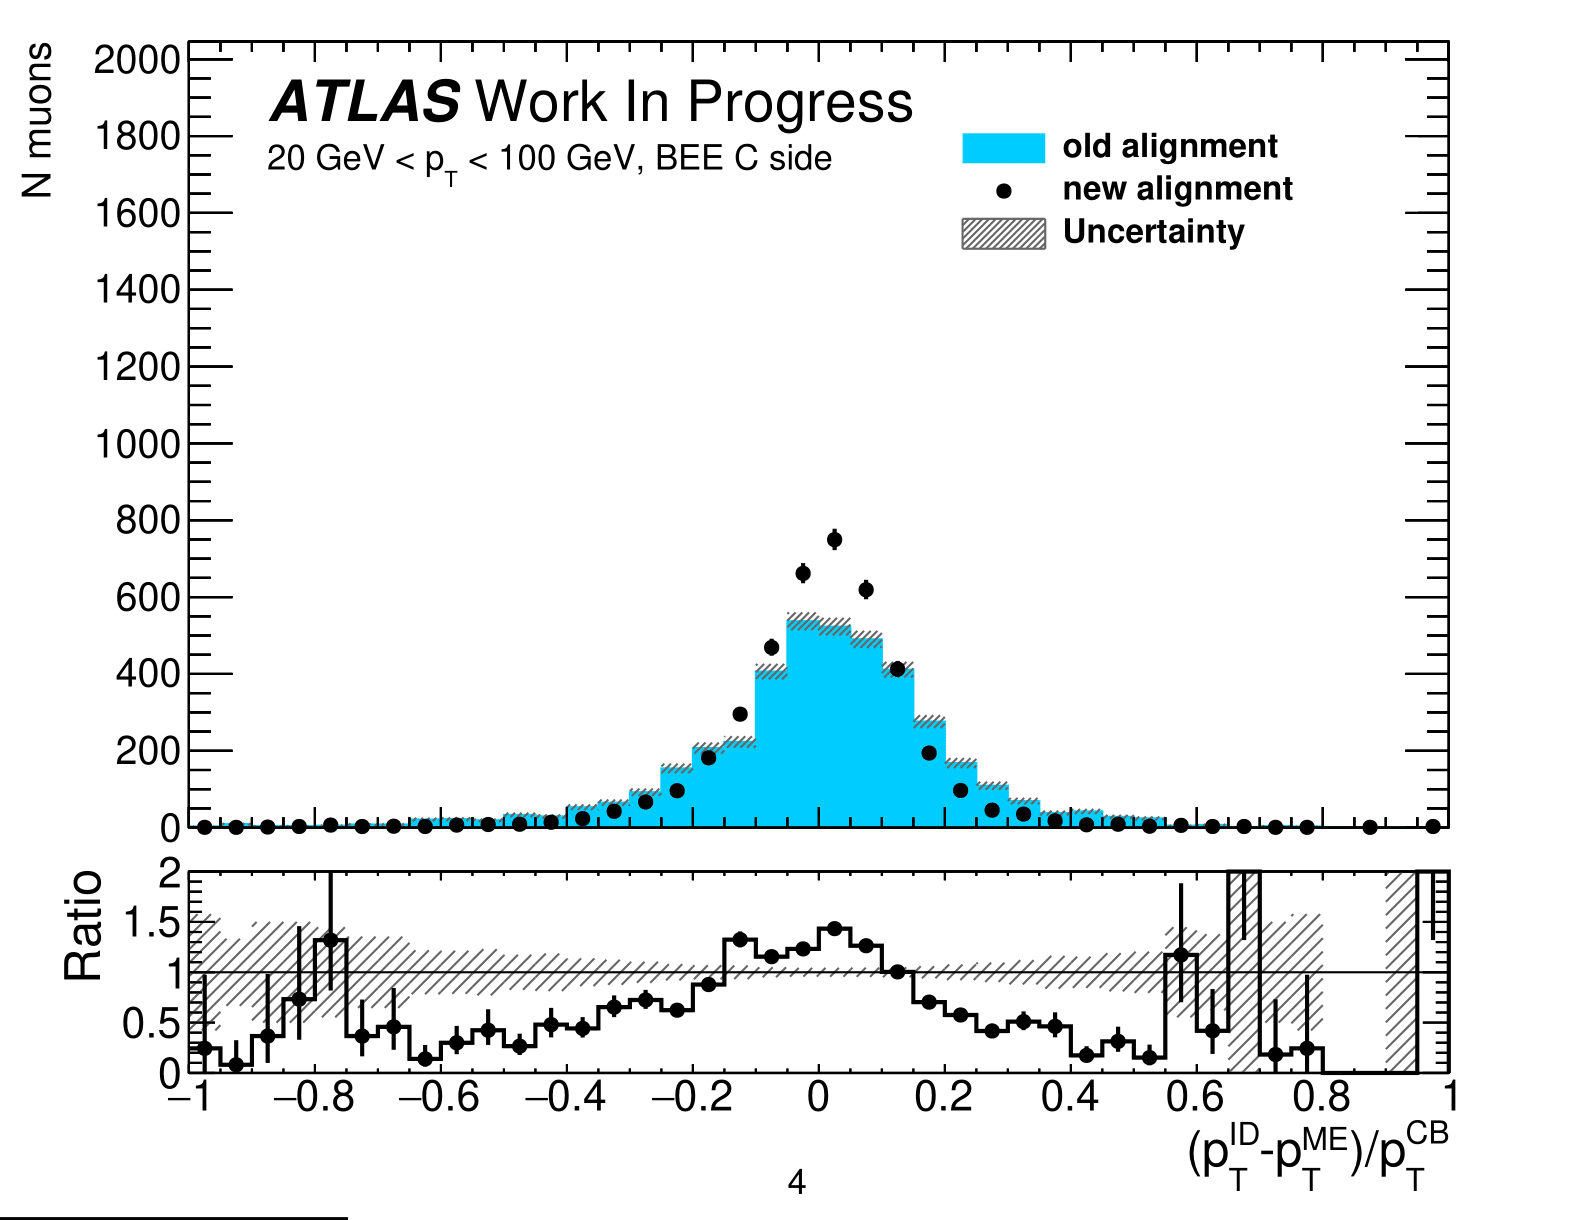 N muons
2000
1800
1600
1400
1200
1000
800
600
400
200
0
ATLAS Work In Progress
20 GeV < p_T < 100 GeV, BEE C side
old alignment
new alignment
Uncertainty
Ratio
2
1.5
1
0.5
0
−1 −0.8 −0.6 −0.4 −0.2 0 0.2 0.4 0.6 0.8 1
(p_T^ID-p_T^ME)/p_T^CB
4